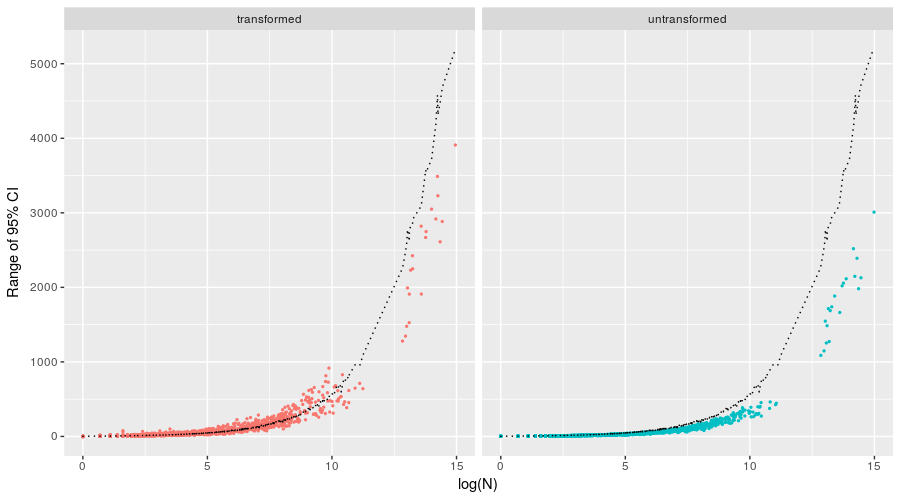 transformed
untransformed
Range of 95% CI
5000
4000
3000
2000
1000
0
0 5 10 15
0 5 10 15
log(N)